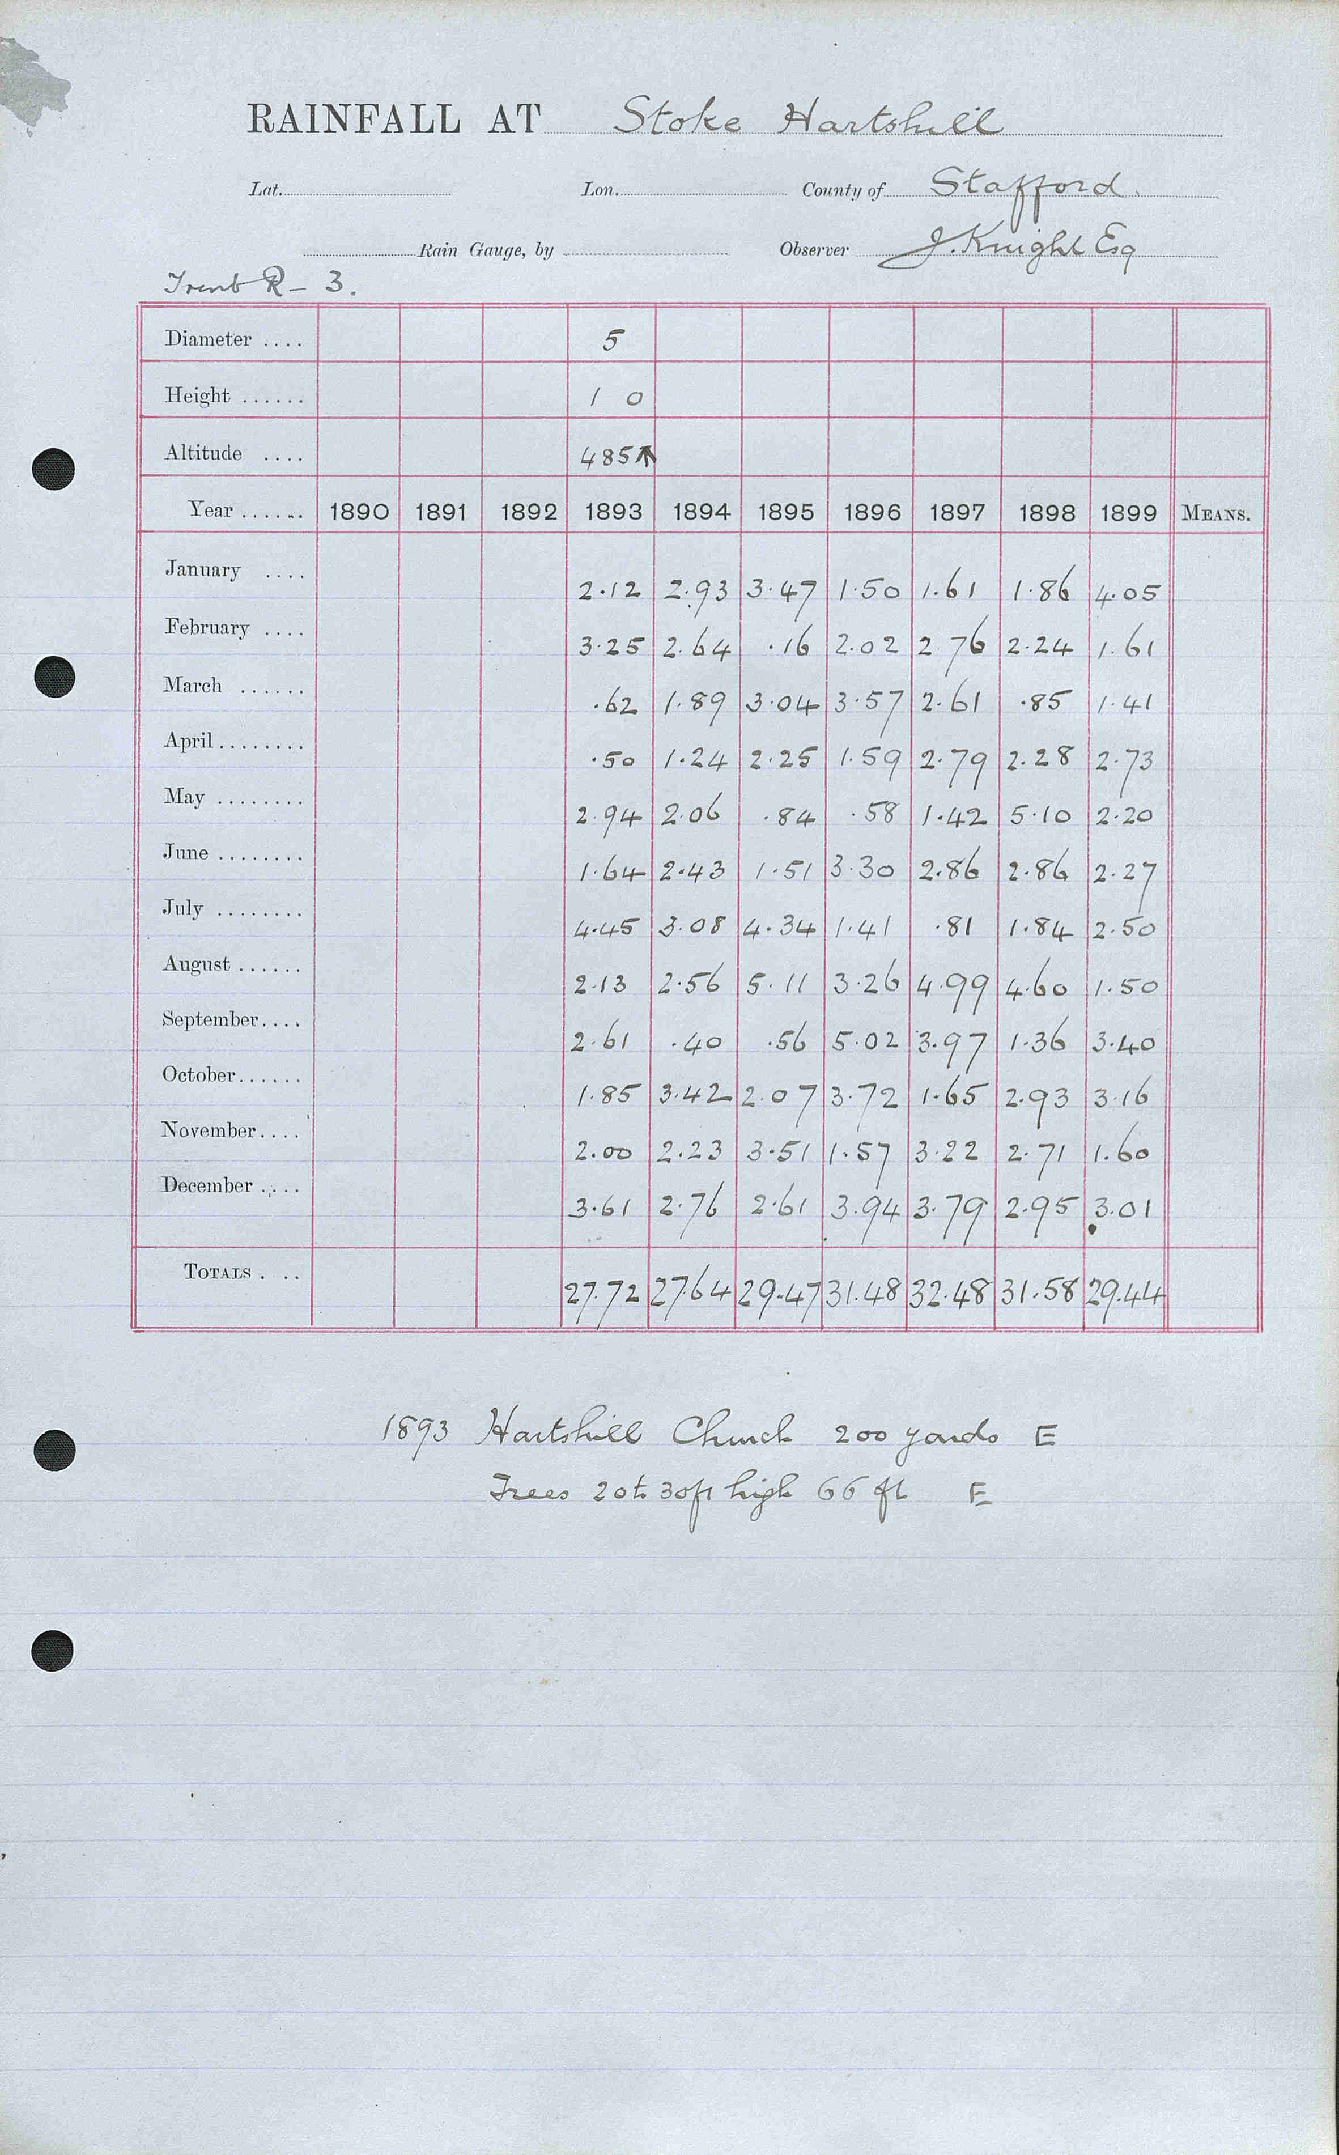 RAINFALL AT Stoke Hartshill
Lat. Lon. County of Stafford.
Rain Gauge, by Observer J. Knight Esq
Trent R - 3.
Diameter .... 5
Height ...... 1 0
Altitude .... 485↑
Year ...... 1890 1891 1892 1893 1894 1895 1896 1897 1898 1899 MEANS.
January .... 2.12 2.93 3.47 1.50 1.61 1.86 4.05
February .... 3.25 2.64 .16 2.02 2.76 2.24 1.61
March ...... .62 1.89 3.04 3.57 2.61 .85 1.41
April ........ .50 1.24 2.25 1.59 2.79 2.28 2.73
May ........ 2.94 2.06 .84 .58 1.42 5.10 2.20
June ........ 1.64 2.43 1.51 3.30 2.86 2.86 2.27
July ........ 4.45 3.08 4.34 1.41 .81 1.84 2.50
August ...... 2.13 2.56 5.11 3.26 4.99 4.60 1.50
September.... 2.61 .40 .56 5.02 3.97 1.36 3.40
October...... 1.85 3.42 2.07 3.72 1.65 2.93 3.16
November.... 2.00 2.23 3.51 1.57 3.22 2.71 1.60
December .... 3.61 2.76 2.61 3.94 3.79 2.95 3.01
TOTALS . .. 27.72 27.64 29.47 31.48 32.48 31.58 29.44
1893 Hartshill Church 200 yards E
Trees 20 to 30ft high 66 ft E